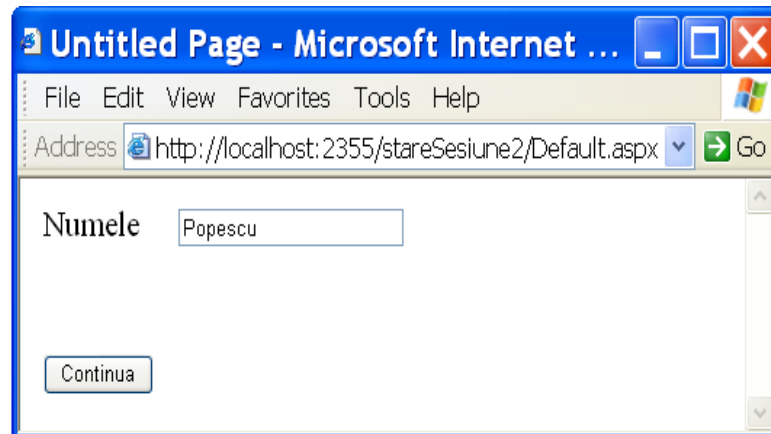 Untitled Page - Microsoft Internet ...
File Edit View Favorites Tools Help
Address http://localhost:2355/stareSesiune2/Default.aspx Go
Numele Popescu
Continua